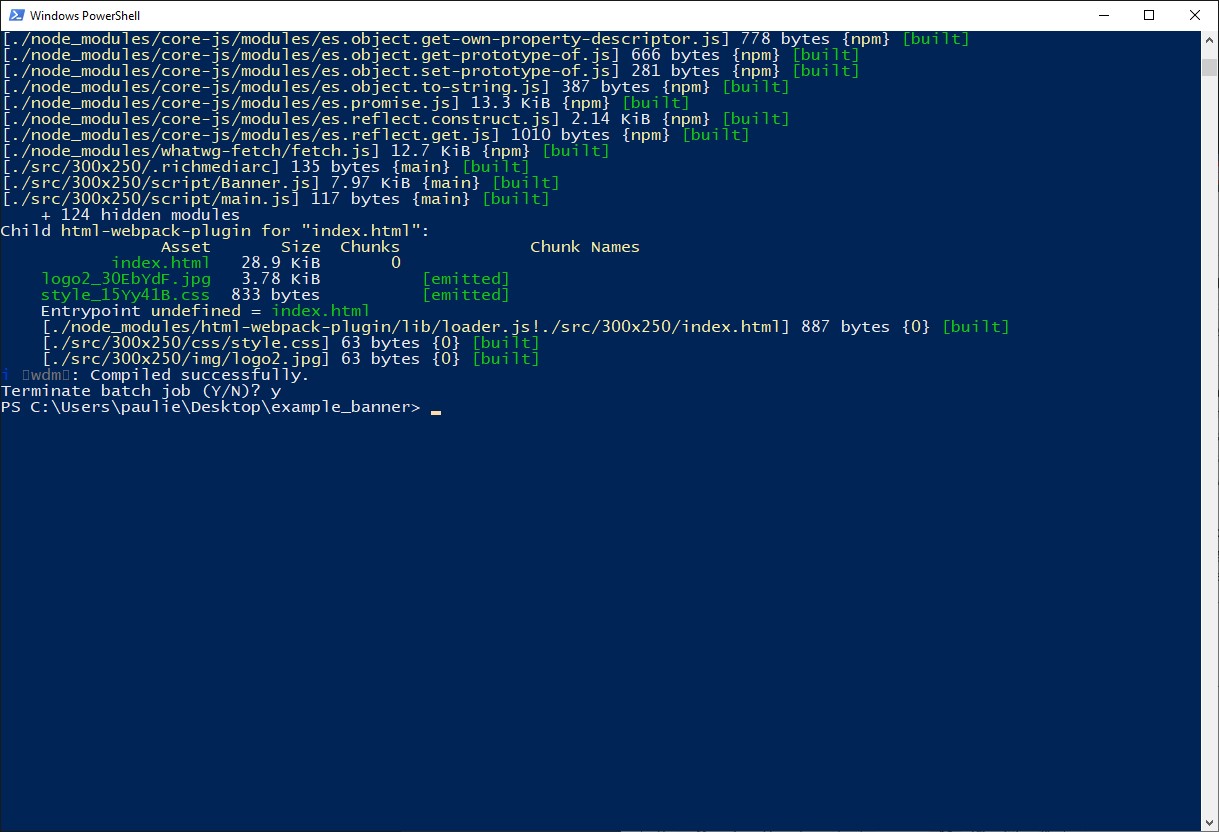 Windows PowerShell
[./node_modules/core-js/modules/es.object.get-own-property-descriptor.js] 778 bytes {npm} [built]
[./node_modules/core-js/modules/es.object.get-prototype-of.js] 666 bytes {npm} [built]
[./node_modules/core-js/modules/es.object.set-prototype-of.js] 281 bytes {npm} [built]
[./node_modules/core-js/modules/es.object.to-string.js] 387 bytes {npm} [built]
[./node_modules/core-js/modules/es.promise.js] 13.3 KiB {npm} [built]
[./node_modules/core-js/modules/es.reflect.construct.js] 2.14 KiB {npm} [built]
[./node_modules/core-js/modules/es.reflect.get.js] 1010 bytes {npm} [built]
[./node_modules/whatwg-fetch/fetch.js] 12.7 KiB {npm} [built]
[./src/300x250/.richmediarc] 135 bytes {main} [built]
[./src/300x250/script/Banner.js] 7.97 KiB {main} [built]
[./src/300x250/script/main.js] 117 bytes {main} [built]
+ 124 hidden modules
Child html-webpack-plugin for "index.html":
Asset Size Chunks Chunk Names
index.html 28.9 KiB 0
logo2_3OEbYdF.jpg 3.78 KiB [emitted]
style_15Yy41B.css 833 bytes [emitted]
Entrypoint undefined = index.html
[./node_modules/html-webpack-plugin/lib/loader.js!./src/300x250/index.html] 887 bytes {0} [built]
[./src/300x250/css/style.css] 63 bytes {0} [built]
[./src/300x250/img/logo2.jpg] 63 bytes {0} [built]
i 「wdm」: Compiled successfully.
Terminate batch job (Y/N)? y
PS C:\Users\paulie\Desktop\example_banner>